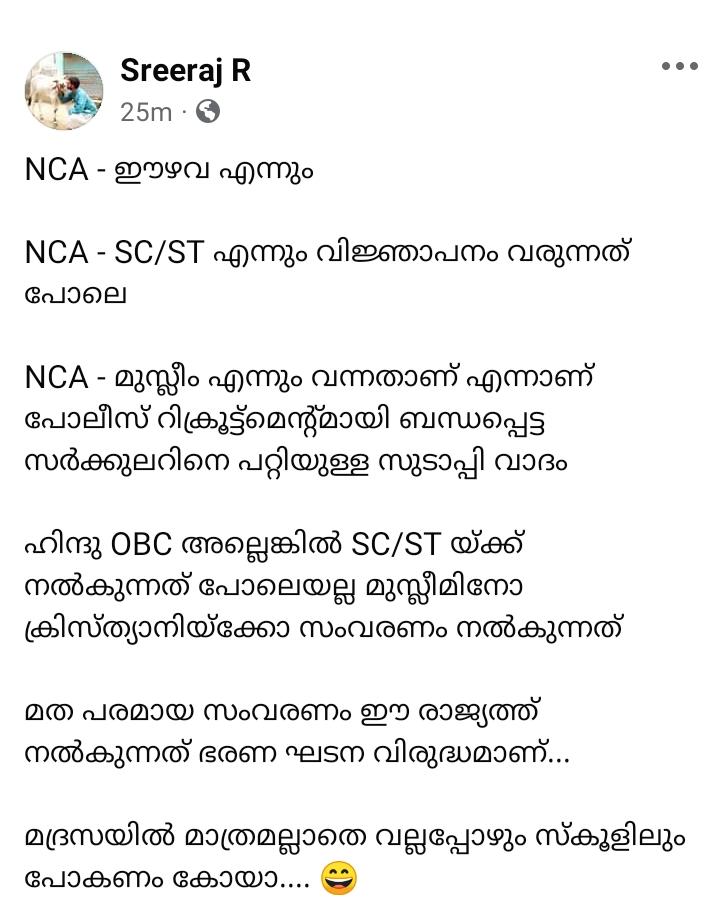 Sreeraj R
25m ·
NCA - ഈഴവ എന്നും
NCA - SC/ST എന്നും വിജ്ഞാപനം വരുന്നത്
പോലെ
NCA - മുസ്ലീം എന്നും വന്നതാണ് എന്നാണ്
പോലീസ് റിക്രൂട്ട്മെന്റ്മായി ബന്ധപ്പെട്ട
സർക്കുലറിനെ പറ്റിയുള്ള സുടാപ്പി വാദം
ഹിന്ദു OBC അല്ലെങ്കിൽ SC/ST യ്ക്ക്
നൽകുന്നത് പോലെയല്ല മുസ്ലീമിനോ
ക്രിസ്ത്യാനിയ്ക്കോ സംവരണം നൽകുന്നത്
മത പരമായ സംവരണം ഈ രാജ്യത്ത്
നൽകുന്നത് ഭരണ ഘടന വിരുദ്ധമാണ്...
മദ്രസയിൽ മാത്രമല്ലാതെ വല്ലപ്പോഴും സ്കൂളിലും
പോകണം കോയാ.... 😄